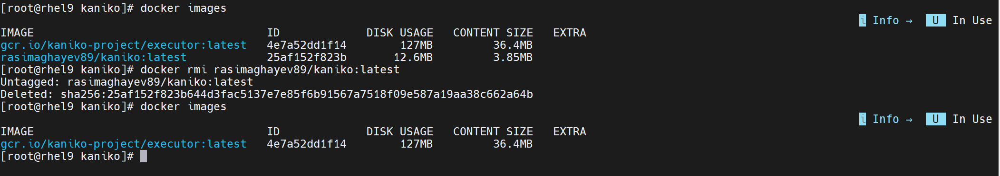 [root@rhel9 kaniko]# docker images
i Info → U In Use
IMAGE ID DISK USAGE CONTENT SIZE EXTRA
gcr.io/kaniko-project/executor:latest 4e7a52dd1f14 127MB 36.4MB
rasimaghayev89/kaniko:latest 25af152f823b 12.6MB 3.85MB
[root@rhel9 kaniko]# docker rmi rasimaghayev89/kaniko:latest
Untagged: rasimaghayev89/kaniko:latest
Deleted: sha256:25af152f823b644d3fac5137e7e85f6b91567a7518f09e587a19aa38c662a64b
[root@rhel9 kaniko]# docker images
i Info → U In Use
IMAGE ID DISK USAGE CONTENT SIZE EXTRA
gcr.io/kaniko-project/executor:latest 4e7a52dd1f14 127MB 36.4MB
[root@rhel9 kaniko]#